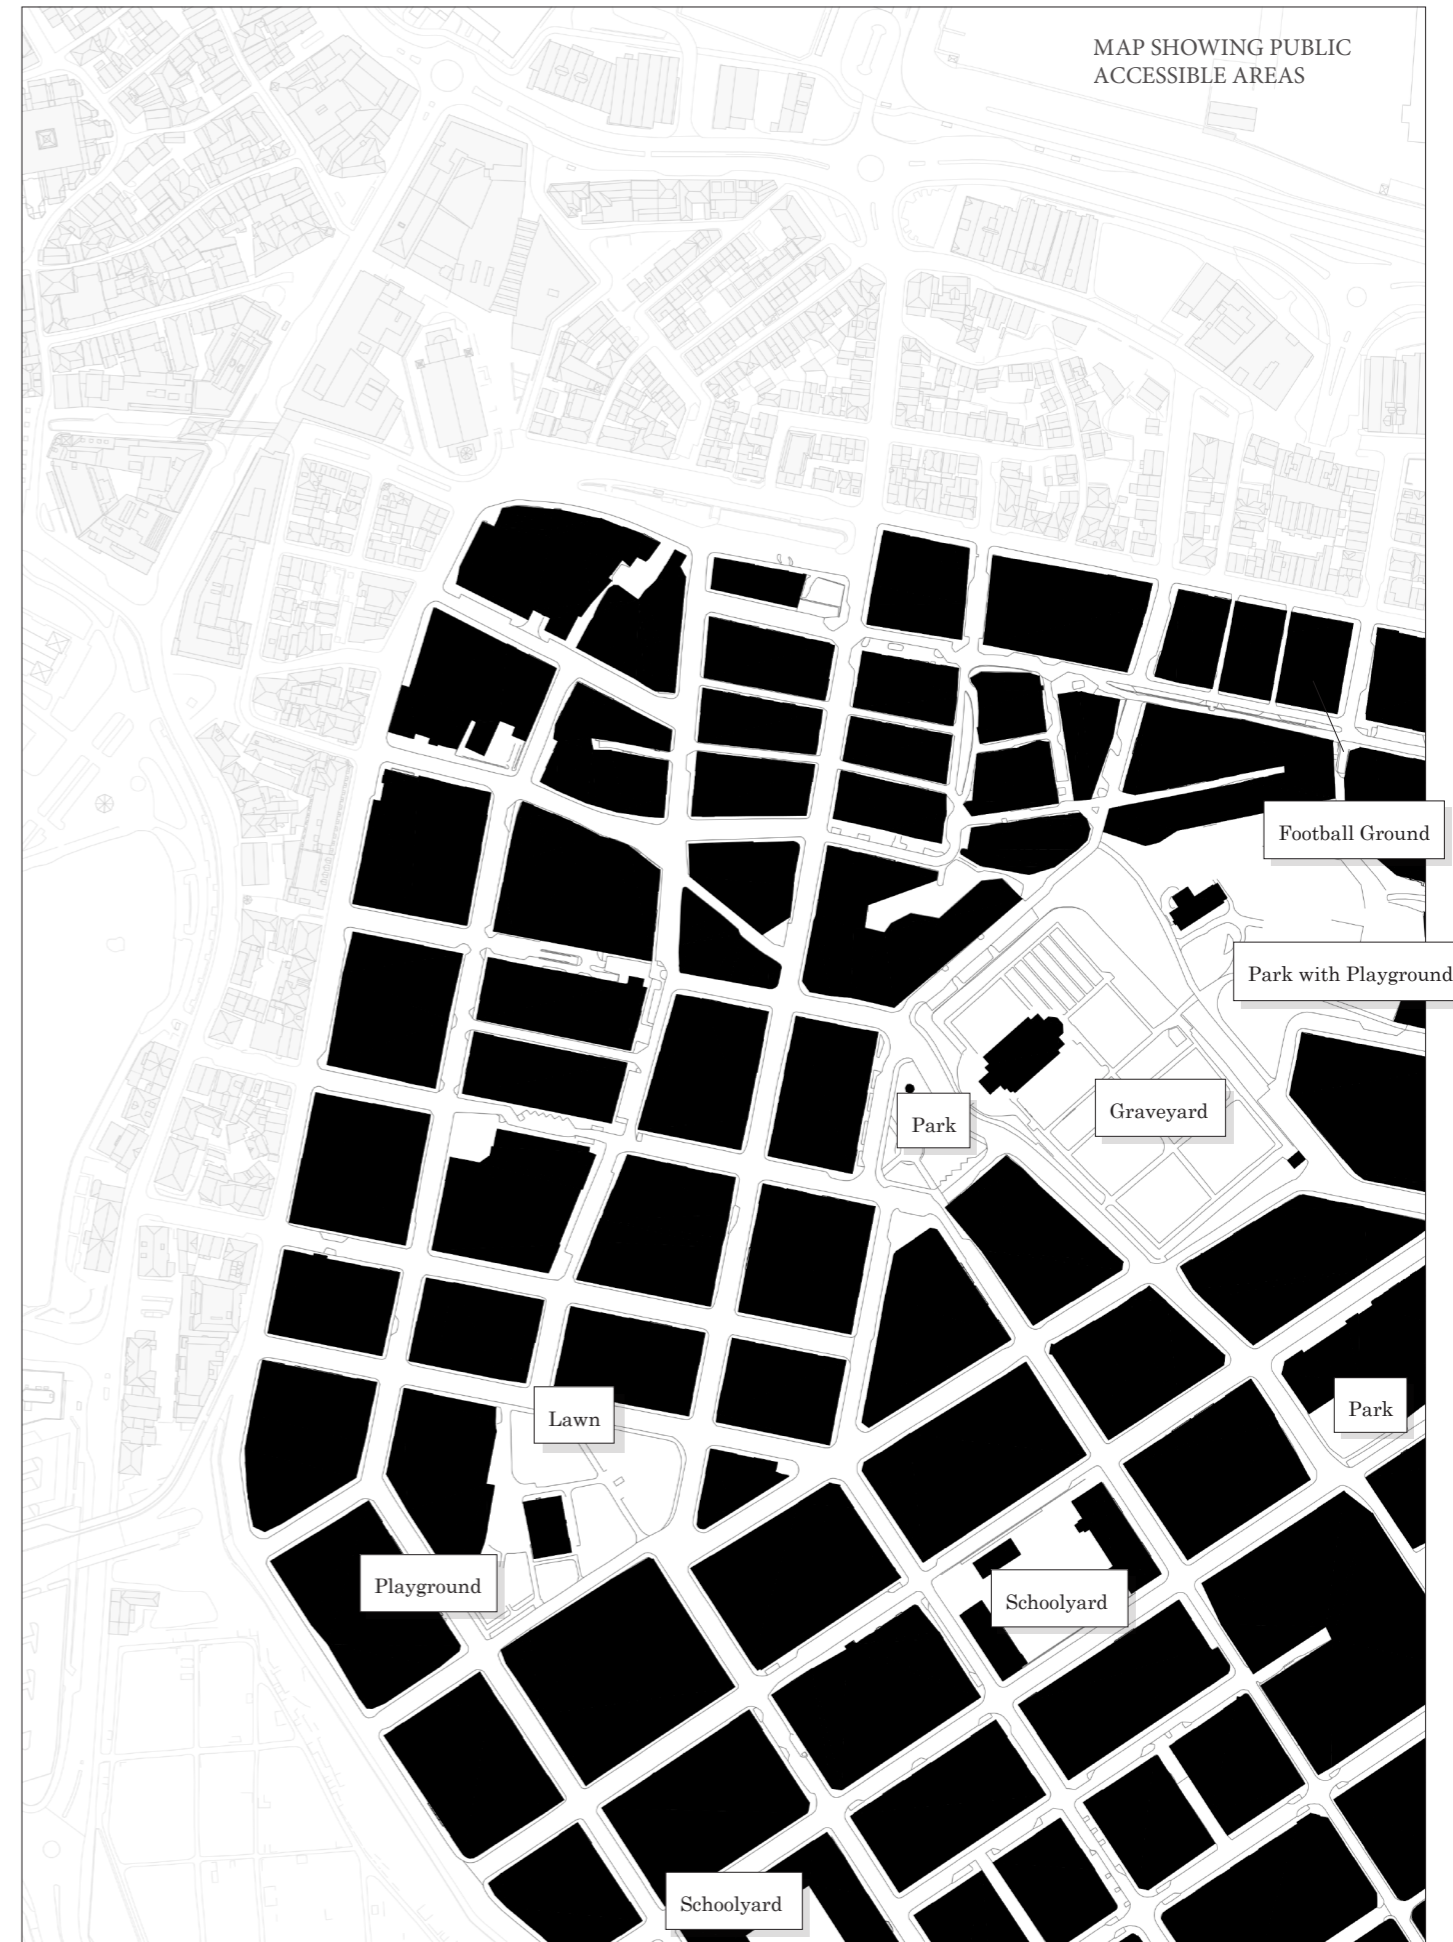 MAP SHOWING PUBLIC
ACCESSIBLE AREAS
Football Ground
Park with Playground
Graveyard
Park
Park
Lawn
Playground
Schoolyard
Schoolyard